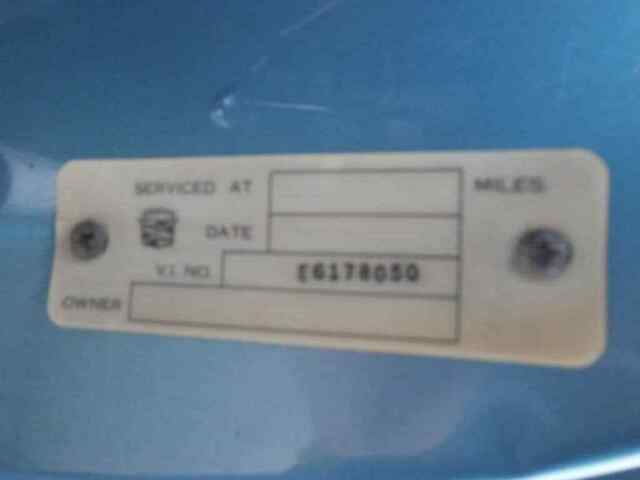 SERVICED AT
MILES
DATE
V.I. NO. E6178050
OWNER